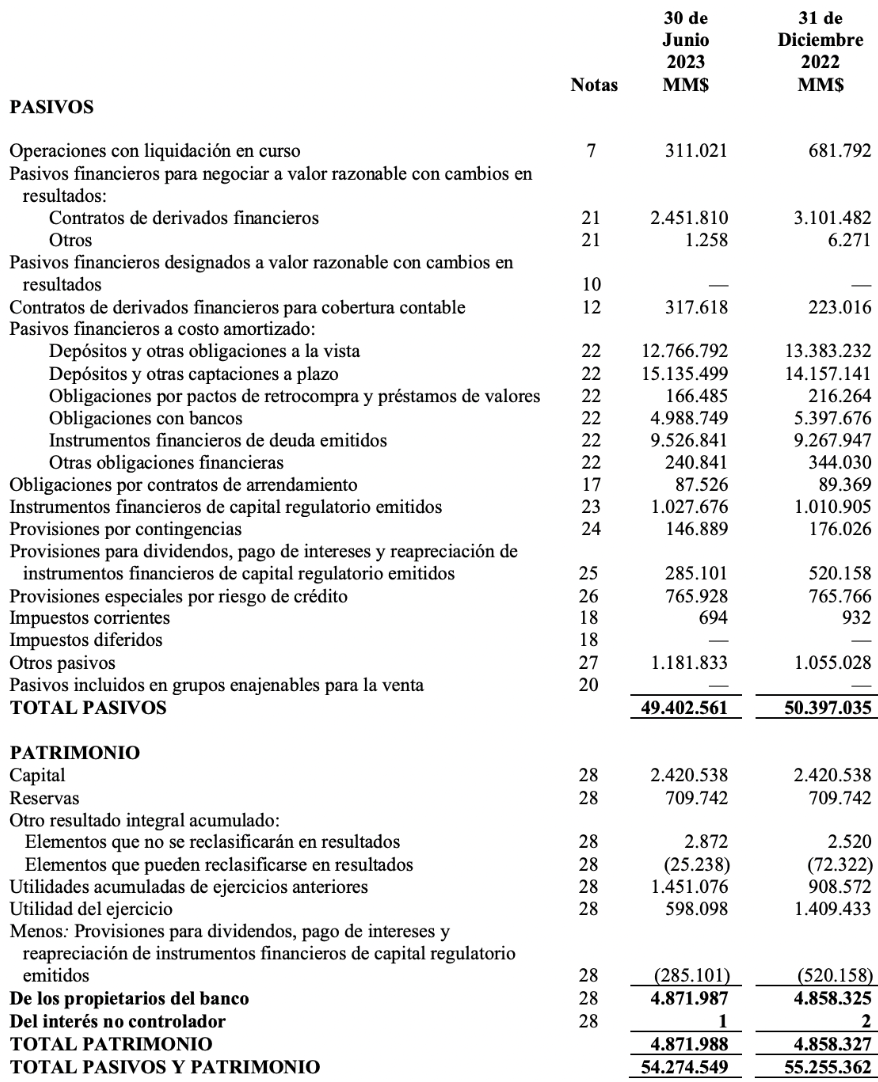 30 de 31 de
Junio Diciembre
2023 2022
Notas MM$ MM$
PASIVOS
Operaciones con liquidación en curso 7 311.021 681.792
Pasivos financieros para negociar a valor razonable con cambios en
resultados:
Contratos de derivados financieros 21 2.451.810 3.101.482
Otros 21 1.258 6.271
Pasivos financieros designados a valor razonable con cambios en
resultados 10 — —
Contratos de derivados financieros para cobertura contable 12 317.618 223.016
Pasivos financieros a costo amortizado:
Depósitos y otras obligaciones a la vista 22 12.766.792 13.383.232
Depósitos y otras captaciones a plazo 22 15.135.499 14.157.141
Obligaciones por pactos de retrocompra y préstamos de valores 22 166.485 216.264
Obligaciones con bancos 22 4.988.749 5.397.676
Instrumentos financieros de deuda emitidos 22 9.526.841 9.267.947
Otras obligaciones financieras 22 240.841 344.030
Obligaciones por contratos de arrendamiento 17 87.526 89.369
Instrumentos financieros de capital regulatorio emitidos 23 1.027.676 1.010.905
Provisiones por contingencias 24 146.889 176.026
Provisiones para dividendos, pago de intereses y reapreciación de
instrumentos financieros de capital regulatorio emitidos 25 285.101 520.158
Provisiones especiales por riesgo de crédito 26 765.928 765.766
Impuestos corrientes 18 694 932
Impuestos diferidos 18 — —
Otros pasivos 27 1.181.833 1.055.028
Pasivos incluidos en grupos enajenables para la venta 20 — —
TOTAL PASIVOS 49.402.561 50.397.035
PATRIMONIO
Capital 28 2.420.538 2.420.538
Reservas 28 709.742 709.742
Otro resultado integral acumulado:
Elementos que no se reclasificarán en resultados 28 2.872 2.520
Elementos que pueden reclasificarse en resultados 28 (25.238) (72.322)
Utilidades acumuladas de ejercicios anteriores 28 1.451.076 908.572
Utilidad del ejercicio 28 598.098 1.409.433
Menos: Provisiones para dividendos, pago de intereses y
reapreciación de instrumentos financieros de capital regulatorio
emitidos 28 (285.101) (520.158)
De los propietarios del banco 28 4.871.987 4.858.325
Del interés no controlador 28 1 2
TOTAL PATRIMONIO 4.871.988 4.858.327
TOTAL PASIVOS Y PATRIMONIO 54.274.549 55.255.362